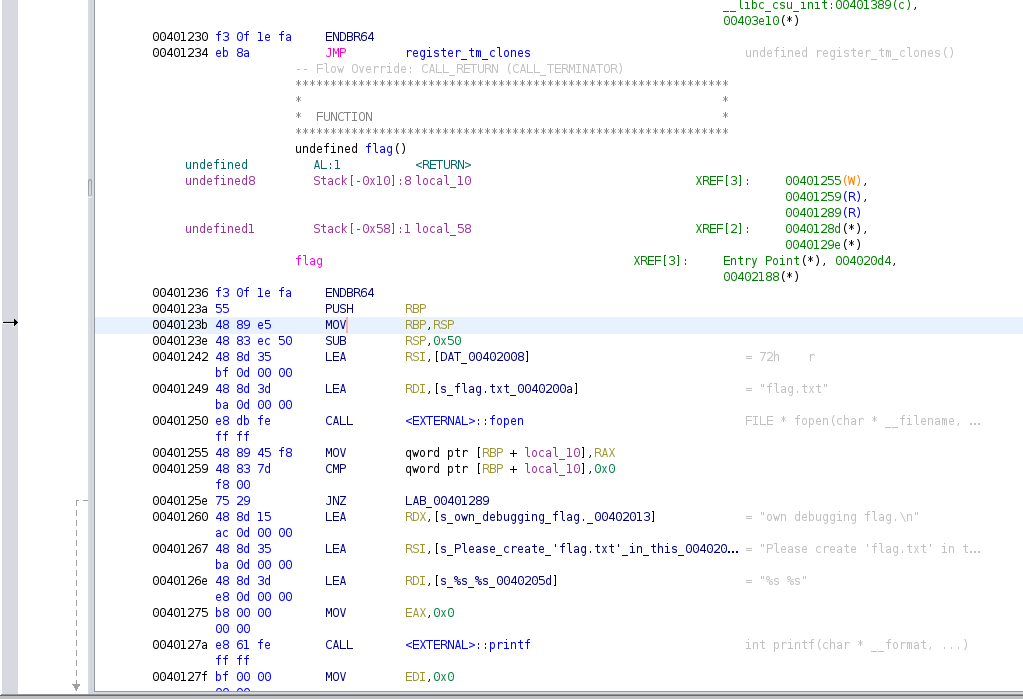 __libc_csu_init:00401389(c),
00403e10(*)
00401230 f3 0f 1e fa ENDBR64
00401234 eb 8a JMP register_tm_clones undefined register_tm_clones()
-- Flow Override: CALL_RETURN (CALL_TERMINATOR)
**************************************************************
* *
* FUNCTION *
**************************************************************
undefined flag()
undefined AL:1 <RETURN>
undefined8 Stack[-0x10]:8 local_10 XREF[3]: 00401255(W),
00401259(R),
00401289(R)
undefined1 Stack[-0x58]:1 local_58 XREF[2]: 0040128d(*),
0040129e(*)
flag XREF[3]: Entry Point(*), 004020d4,
00402188(*)
00401236 f3 0f 1e fa ENDBR64
0040123a 55 PUSH RBP
0040123b 48 89 e5 MOV RBP,RSP
0040123e 48 83 ec 50 SUB RSP,0x50
00401242 48 8d 35 LEA RSI,[DAT_00402008] = 72h r
bf 0d 00 00
00401249 48 8d 3d LEA RDI,[s_flag.txt_0040200a] = "flag.txt"
ba 0d 00 00
00401250 e8 db fe CALL <EXTERNAL>::fopen FILE * fopen(char * __filename, ...
ff ff
00401255 48 89 45 f8 MOV qword ptr [RBP + local_10],RAX
00401259 48 83 7d CMP qword ptr [RBP + local_10],0x0
f8 00
0040125e 75 29 JNZ LAB_00401289
00401260 48 8d 15 LEA RDX,[s_own_debugging_flag._00402013] = "own debugging flag.\n"
ac 0d 00 00
00401267 48 8d 35 LEA RSI,[s_Please_create_'flag.txt'_in_this_004020... = "Please create 'flag.txt' in t...
ba 0d 00 00
0040126e 48 8d 3d LEA RDI,[s_%s_%s_0040205d] = "%s %s"
e8 0d 00 00
00401275 b8 00 00 MOV EAX,0x0
00 00
0040127a e8 61 fe CALL <EXTERNAL>::printf int printf(char * __format, ...)
ff ff
0040127f bf 00 00 MOV EDI,0x0
00 00